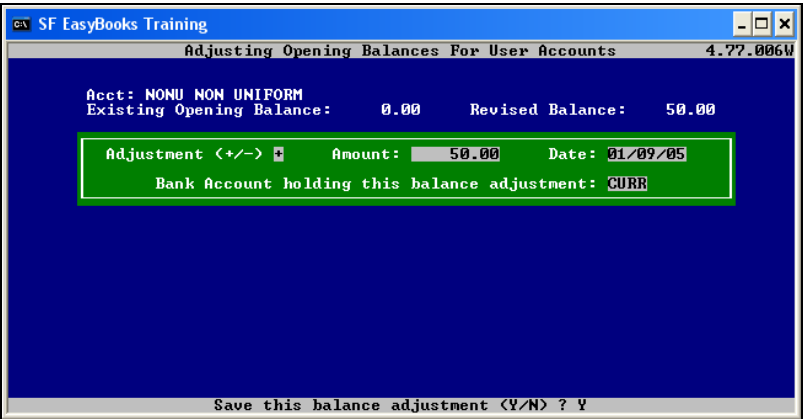 SF EasyBooks Training
Adjusting Opening Balances For User Accounts 4.77.006W
Acct: NONU NON UNIFORM
Existing Opening Balance: 0.00 Revised Balance: 50.00
Adjustment (+/-) + Amount: 50.00 Date: 01/09/05
Bank Account holding this balance adjustment: CURR
Save this balance adjustment (Y/N) ? Y